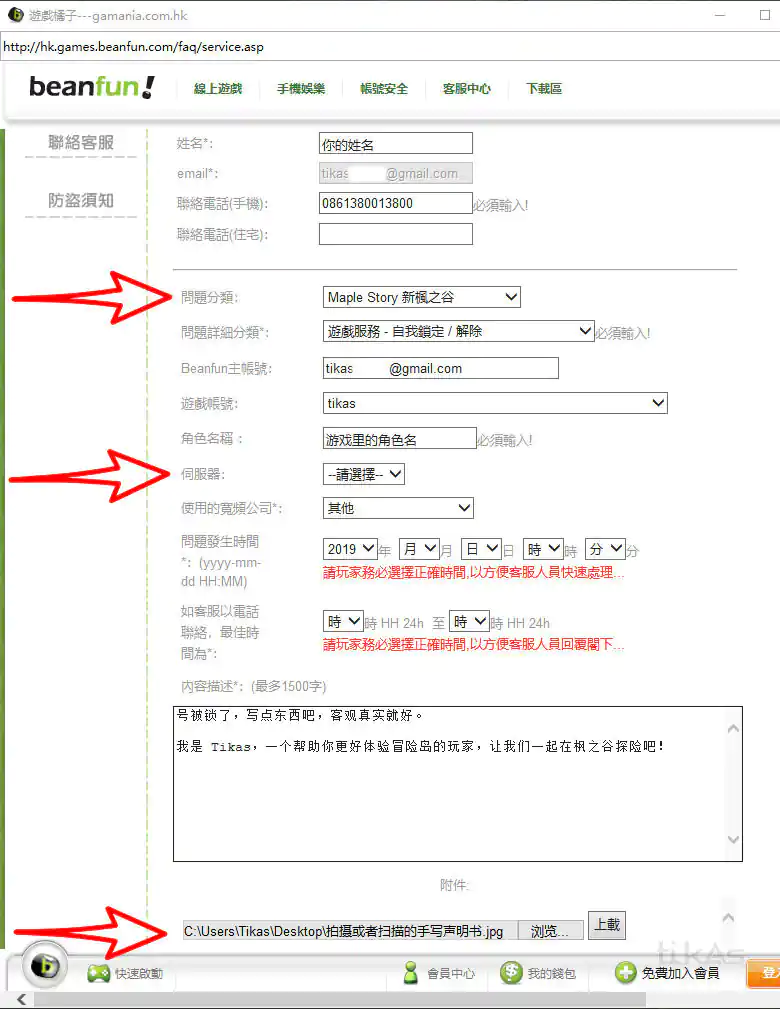 遊戲橘子---gamania.com.hk
http://hk.games.beanfun.com/faq/service.asp
beanfun! 線上遊戲 手機娛樂 帳號安全 客服中心 下載區
聯絡客服
防盜須知
姓名*: 你的姓名
email*: tikas @gmail.com
聯絡電話(手機): 0861380013800 必須輸入!
聯絡電話(住宅):
問題分類: Maple Story 新楓之谷
問題詳細分類*: 遊戲服務 - 自我鎖定 / 解除 必須輸入!
Beanfun主帳號: tikas @gmail.com
遊戲帳號: tikas
角色名稱 : 游戏里的角色名 必須輸入!
伺服器: --請選擇--
使用的寬頻公司*: 其他
問題發生時間
*: (yyyy-mm-
dd HH:MM)
2019 年 月 月 日 日 時 時 分 分
請玩家務必選擇正確時間,以方便客服人員快速處理...
如客服以電話
聯絡，最佳時
間為*:
時 時 HH 24h 至 時 時 HH 24h
請玩家務必選擇正確時間,以方便客服人員回覆閣下...
內容描述*: (最多1500字)
号被锁了，写点东西吧，客观真实就好。
我是 Tikas，一个帮助你更好体验冒险岛的玩家，让我们一起在枫之谷探险吧！
附件:
C:\Users\Tikas\Desktop\拍摄或者扫描的手写声明书.jpg 浏览... 上載
tikAs
快速啟動 會員中心 我的錢包 免費加入會員 登入